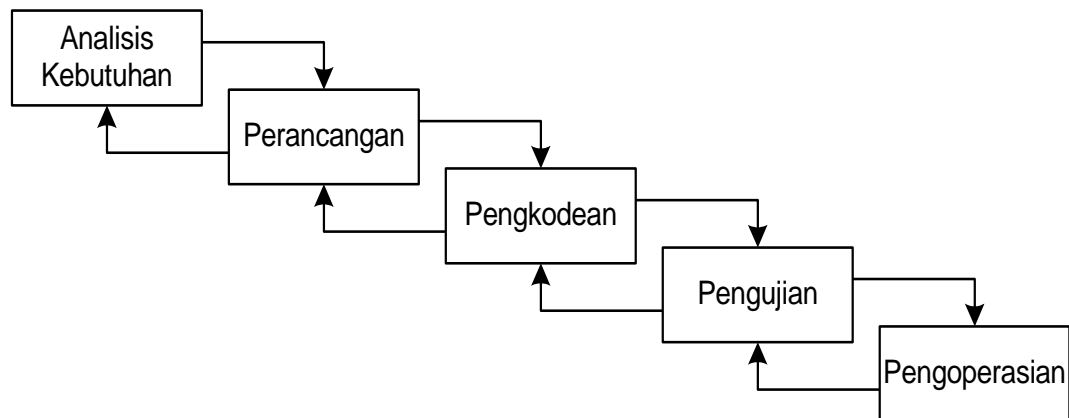 Analisis
Kebutuhan
Perancangan
Pengkodean
Pengujian
Pengoperasian